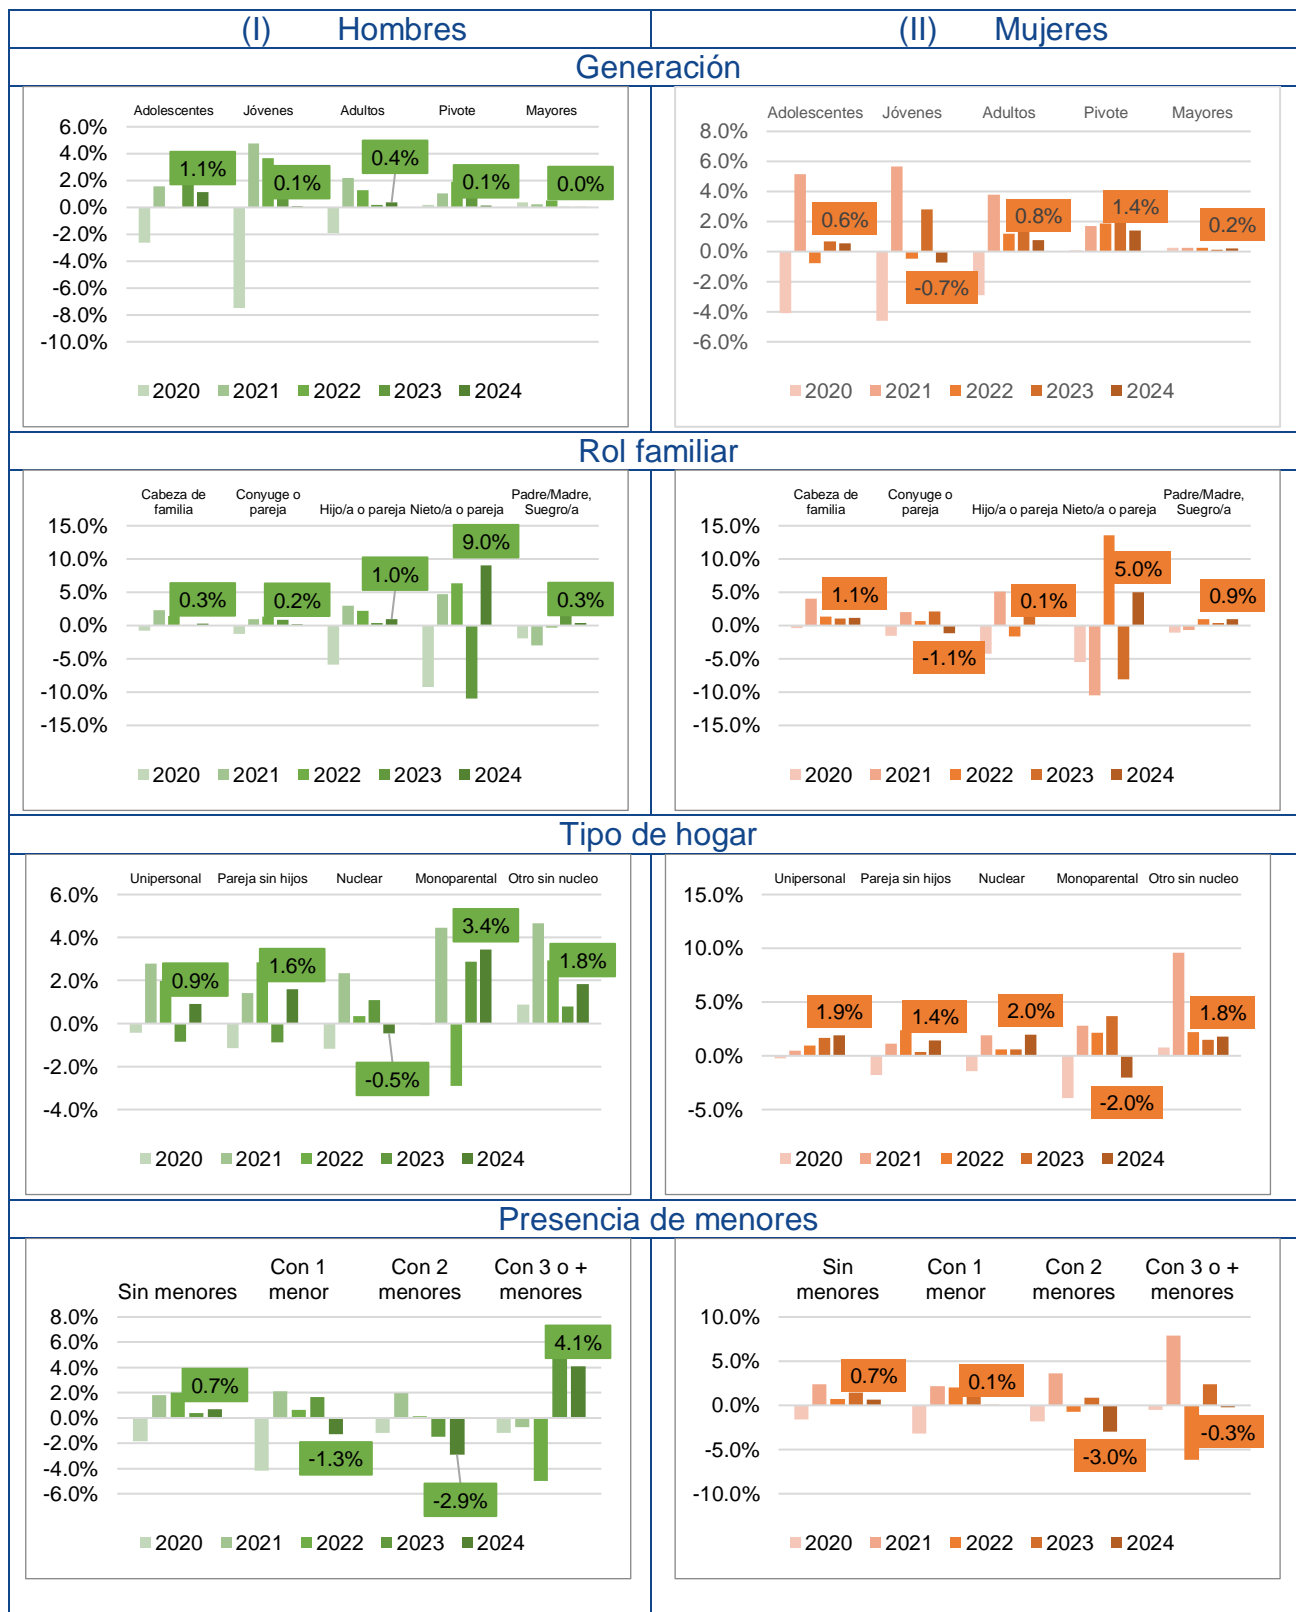 (I) Hombres
(II) Mujeres
Generación
Adolescentes Jóvenes Adultos Pivote Mayores
6.0%
4.0%
2.0%
0.0%
-2.0%
-4.0%
-6.0%
-8.0%
-10.0%
1.1%
0.1%
0.4%
0.1%
0.0%
2020 2021 2022 2023 2024
Adolescentes Jóvenes Adultos Pivote Mayores
8.0%
6.0%
4.0%
2.0%
0.0%
-2.0%
-4.0%
-6.0%
0.6%
-0.7%
0.8%
1.4%
0.2%
2020 2021 2022 2023 2024
Rol familiar
Cabeza de familia
Conyuge o pareja
Hijo/a o pareja
Nieto/a o pareja
Padre/Madre, Suegro/a
15.0%
10.0%
5.0%
0.0%
-5.0%
-10.0%
-15.0%
0.3%
0.2%
1.0%
9.0%
0.3%
2020 2021 2022 2023 2024
Cabeza de familia
Conyuge o pareja
Hijo/a o pareja
Nieto/a o pareja
Padre/Madre, Suegro/a
15.0%
10.0%
5.0%
0.0%
-5.0%
-10.0%
-15.0%
1.1%
-1.1%
0.1%
5.0%
0.9%
2020 2021 2022 2023 2024
Tipo de hogar
Unipersonal Pareja sin hijos Nuclear Monoparental Otro sin nucleo
6.0%
4.0%
2.0%
0.0%
-2.0%
-4.0%
0.9%
1.6%
-0.5%
3.4%
1.8%
2020 2021 2022 2023 2024
Unipersonal Pareja sin hijos Nuclear Monoparental Otro sin nucleo
15.0%
10.0%
5.0%
0.0%
-5.0%
1.9%
1.4%
2.0%
-2.0%
1.8%
2020 2021 2022 2023 2024
Presencia de menores
Sin menores
Con 1 menor
Con 2 menores
Con 3 o + menores
8.0%
6.0%
4.0%
2.0%
0.0%
-2.0%
-4.0%
-6.0%
0.7%
-1.3%
-2.9%
4.1%
2020 2021 2022 2023 2024
Sin menores
Con 1 menor
Con 2 menores
Con 3 o + menores
10.0%
5.0%
0.0%
-5.0%
-10.0%
0.7%
0.1%
-3.0%
-0.3%
2020 2021 2022 2023 2024